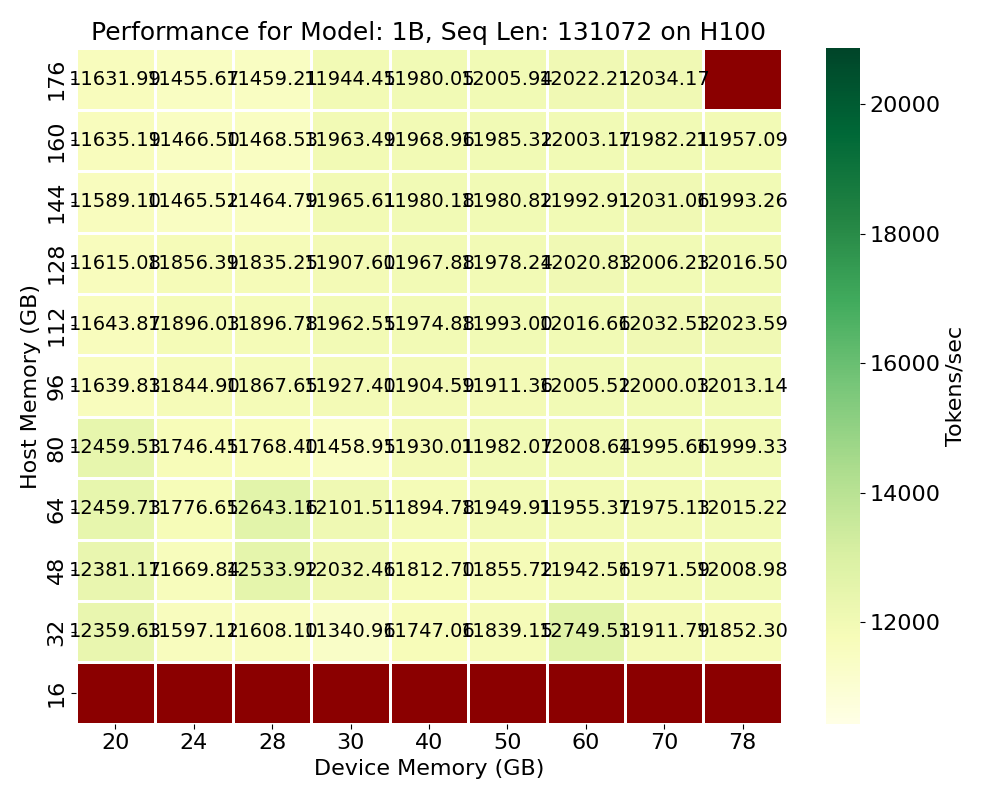 Performance for Model: 1B, Seq Len: 131072 on H100
176 11631.99 11455.67 11459.21 11944.45 11980.05 12005.94 12022.21 12034.17
160 11635.19 11466.50 11468.53 11963.49 11968.96 11985.32 12003.17 11982.21 11957.09
144 11589.10 11465.52 11464.79 11965.61 11980.18 11980.82 11992.91 12031.06 11993.26
128 11615.08 11856.39 11835.25 11907.60 11967.88 11978.24 12020.83 12006.23 12016.50
112 11643.87 11896.03 11896.78 11962.55 11974.88 11993.00 12016.66 12032.53 12023.59
96 11639.83 11844.90 11867.65 11927.40 11904.59 11911.36 12005.52 12000.03 12013.14
80 12459.53 11746.45 11768.40 11458.95 11930.01 11982.07 12008.64 11995.66 11999.33
64 12459.73 11776.65 12643.16 12101.51 11894.78 11949.91 11955.37 11975.13 12015.22
48 12381.17 11669.84 12533.92 12032.46 11812.70 11855.72 11942.56 11971.59 12008.98
32 12359.63 11597.12 11608.10 11340.96 11747.06 11839.15 12749.53 11911.79 11852.30
16
20 24 28 30 40 50 60 70 78
Device Memory (GB)
Host Memory (GB)
20000
18000
16000
14000
12000
Tokens/sec